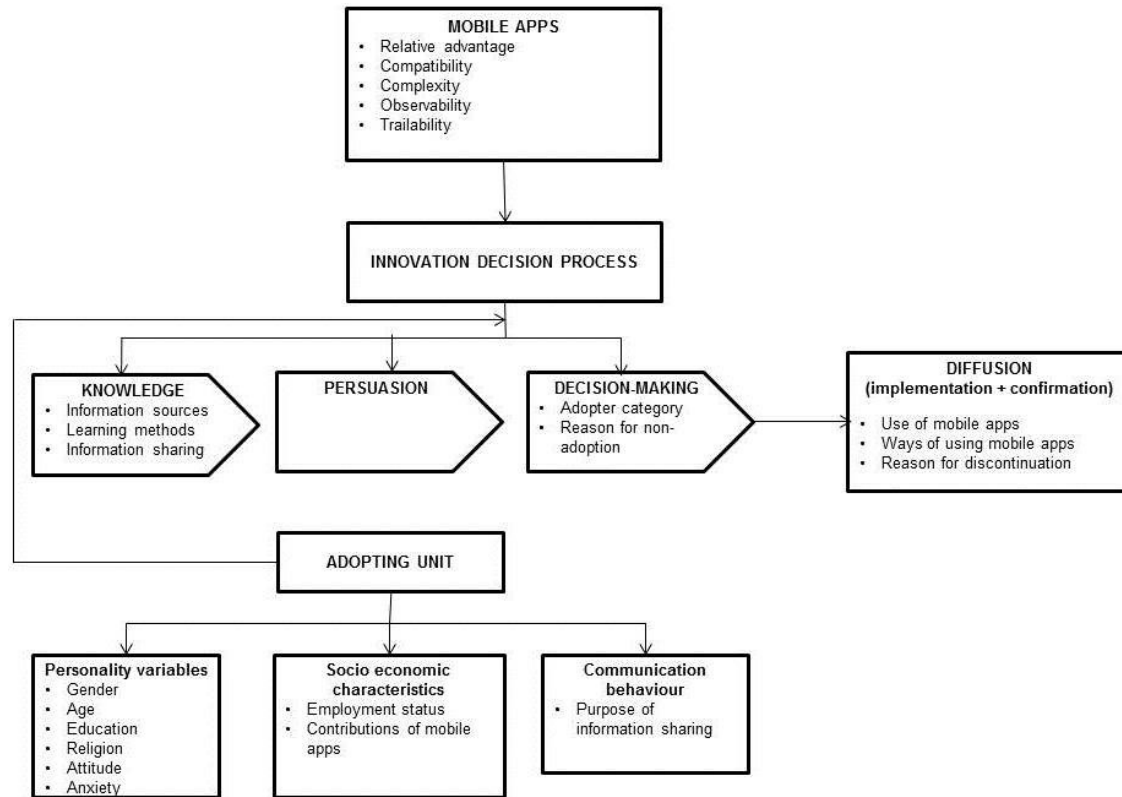 MOBILE APPS
• Relative advantage
• Compatibility
• Complexity
• Observability
• Trailability
INNOVATION DECISION PROCESS
KNOWLEDGE
• Information sources
• Learning methods
• Information sharing
PERSUASION
DECISION-MAKING
• Adopter category
• Reason for non-
adoption
DIFFUSION
(implementation + confirmation)
• Use of mobile apps
• Ways of using mobile apps
• Reason for discontinuation
ADOPTING UNIT
Personality variables
• Gender
• Age
• Education
• Religion
• Attitude
• Anxiety
Socio economic
characteristics
• Employment status
• Contributions of mobile
apps
Communication
behaviour
• Purpose of
information sharing